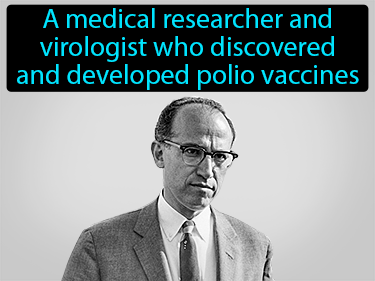 A medical researcher and
virologist who discovered
and developed polio vaccines